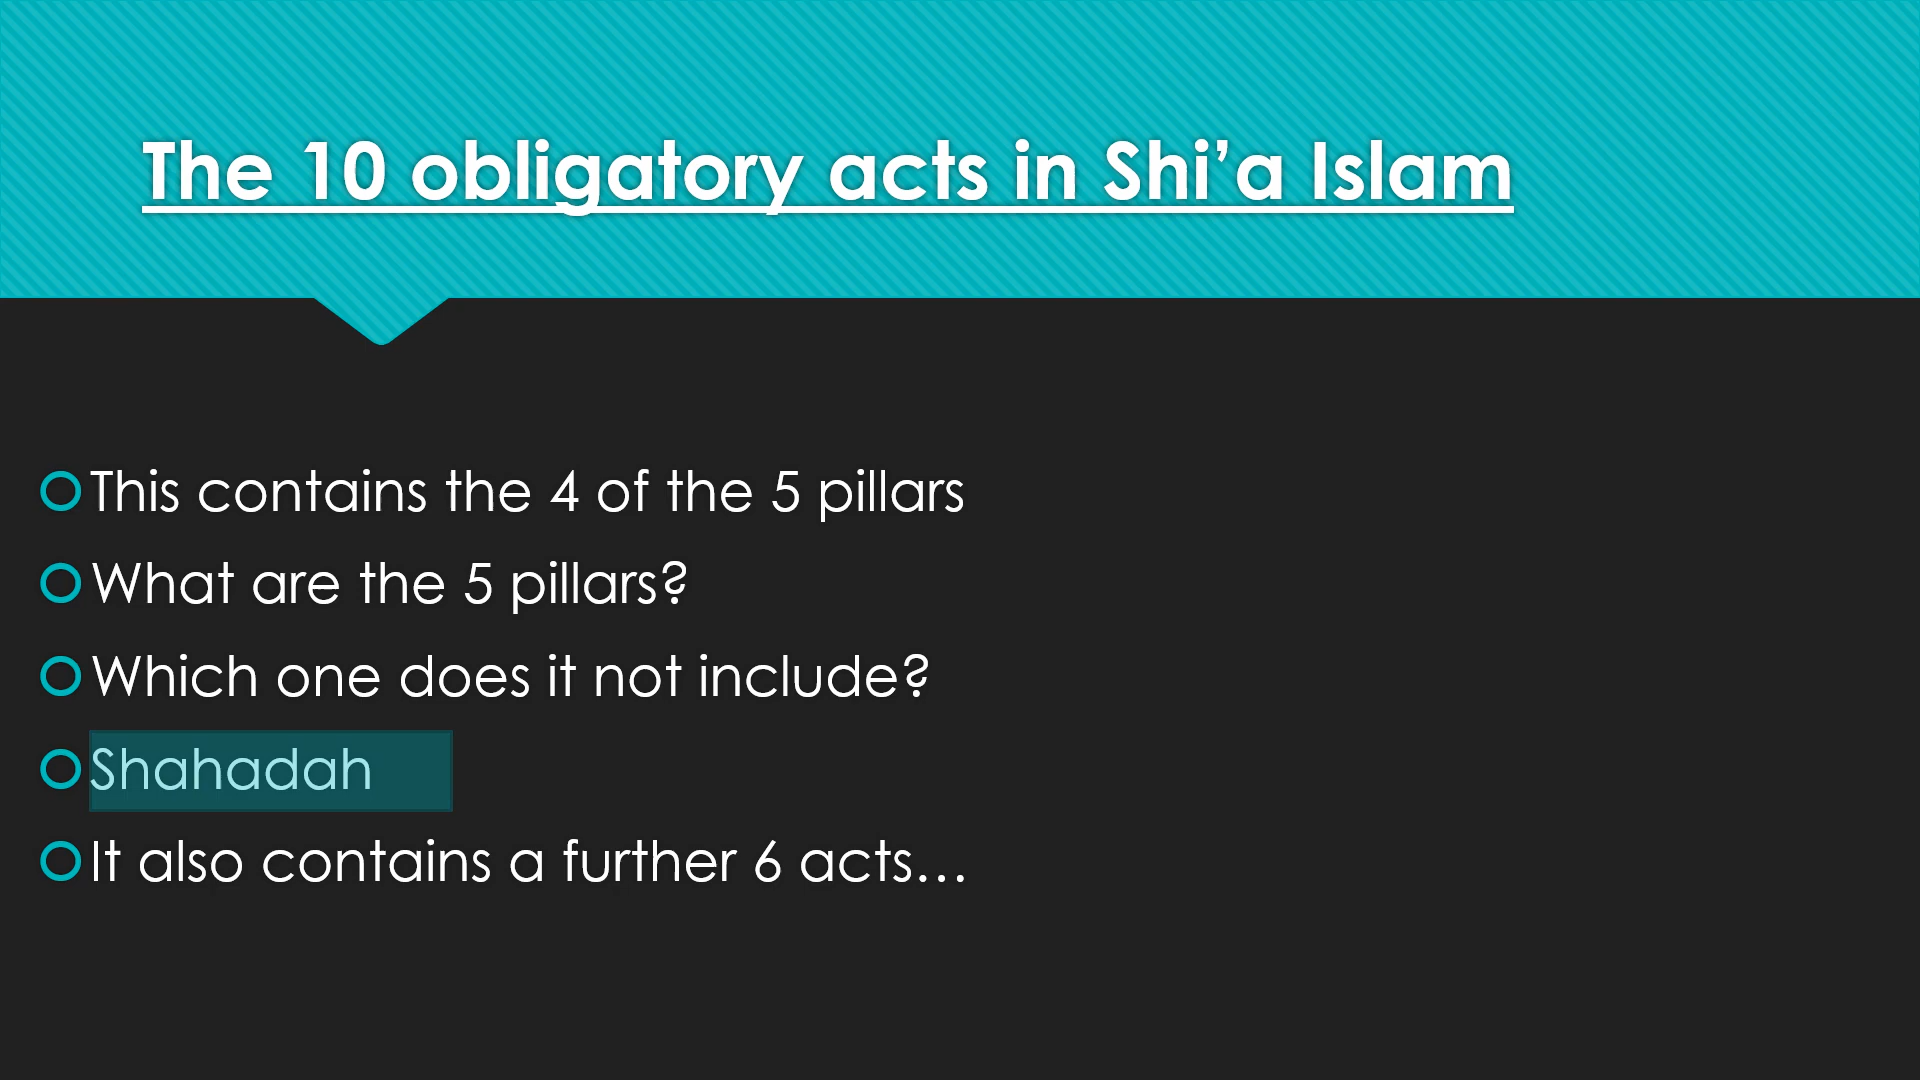 The 10 obligatory acts in Shi’a Islam
This contains the 4 of the 5 pillars
What are the 5 pillars?
Which one does it not include?
Shahadah
It also contains a further 6 acts…